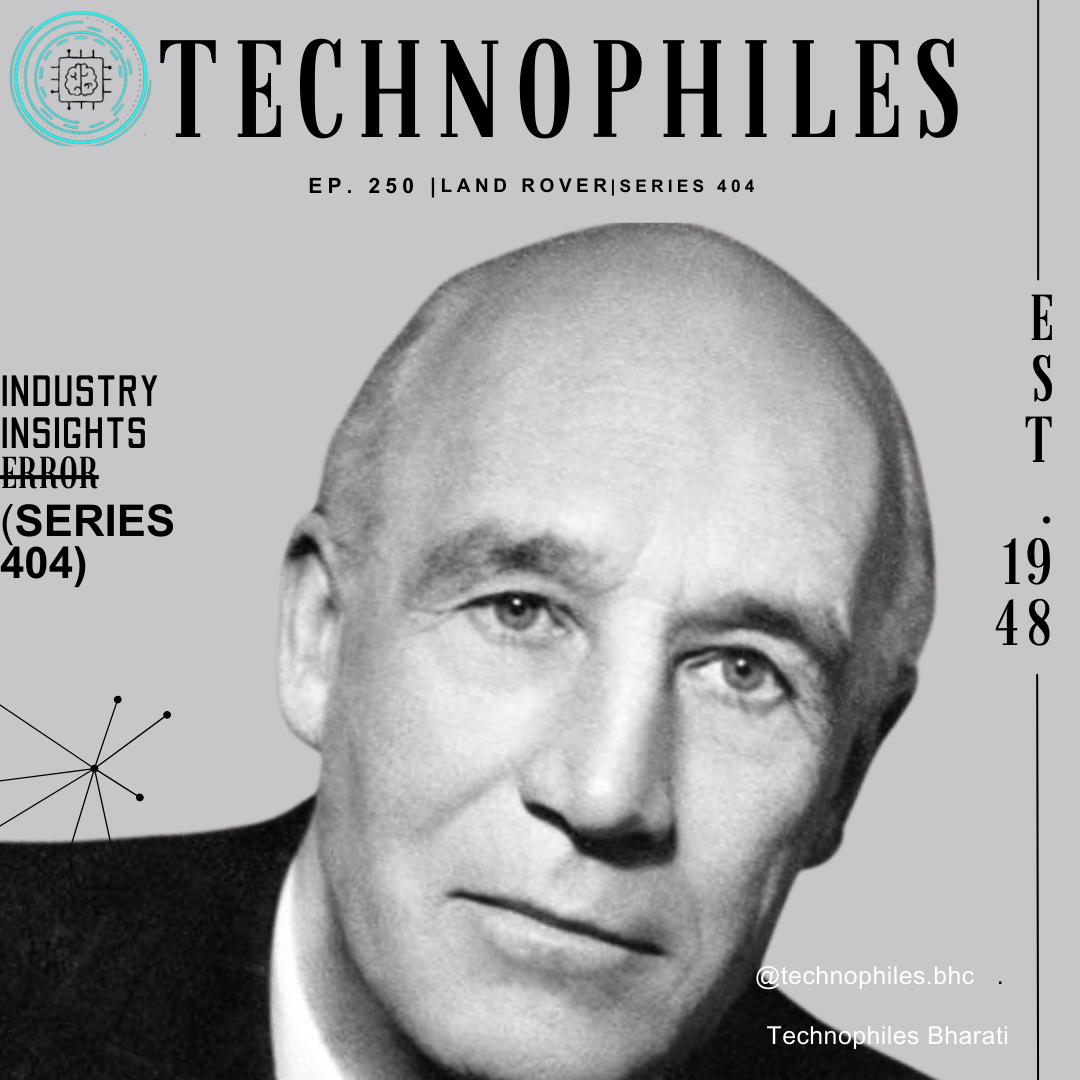 TECHNOPHILES
EP. 250 |LAND ROVER|SERIES 404
INDUSTRY
INSIGHTS
ERROR
(SERIES
404)
E
S
T
.
19
48
@technophiles.bhc .
Technophiles Bharati